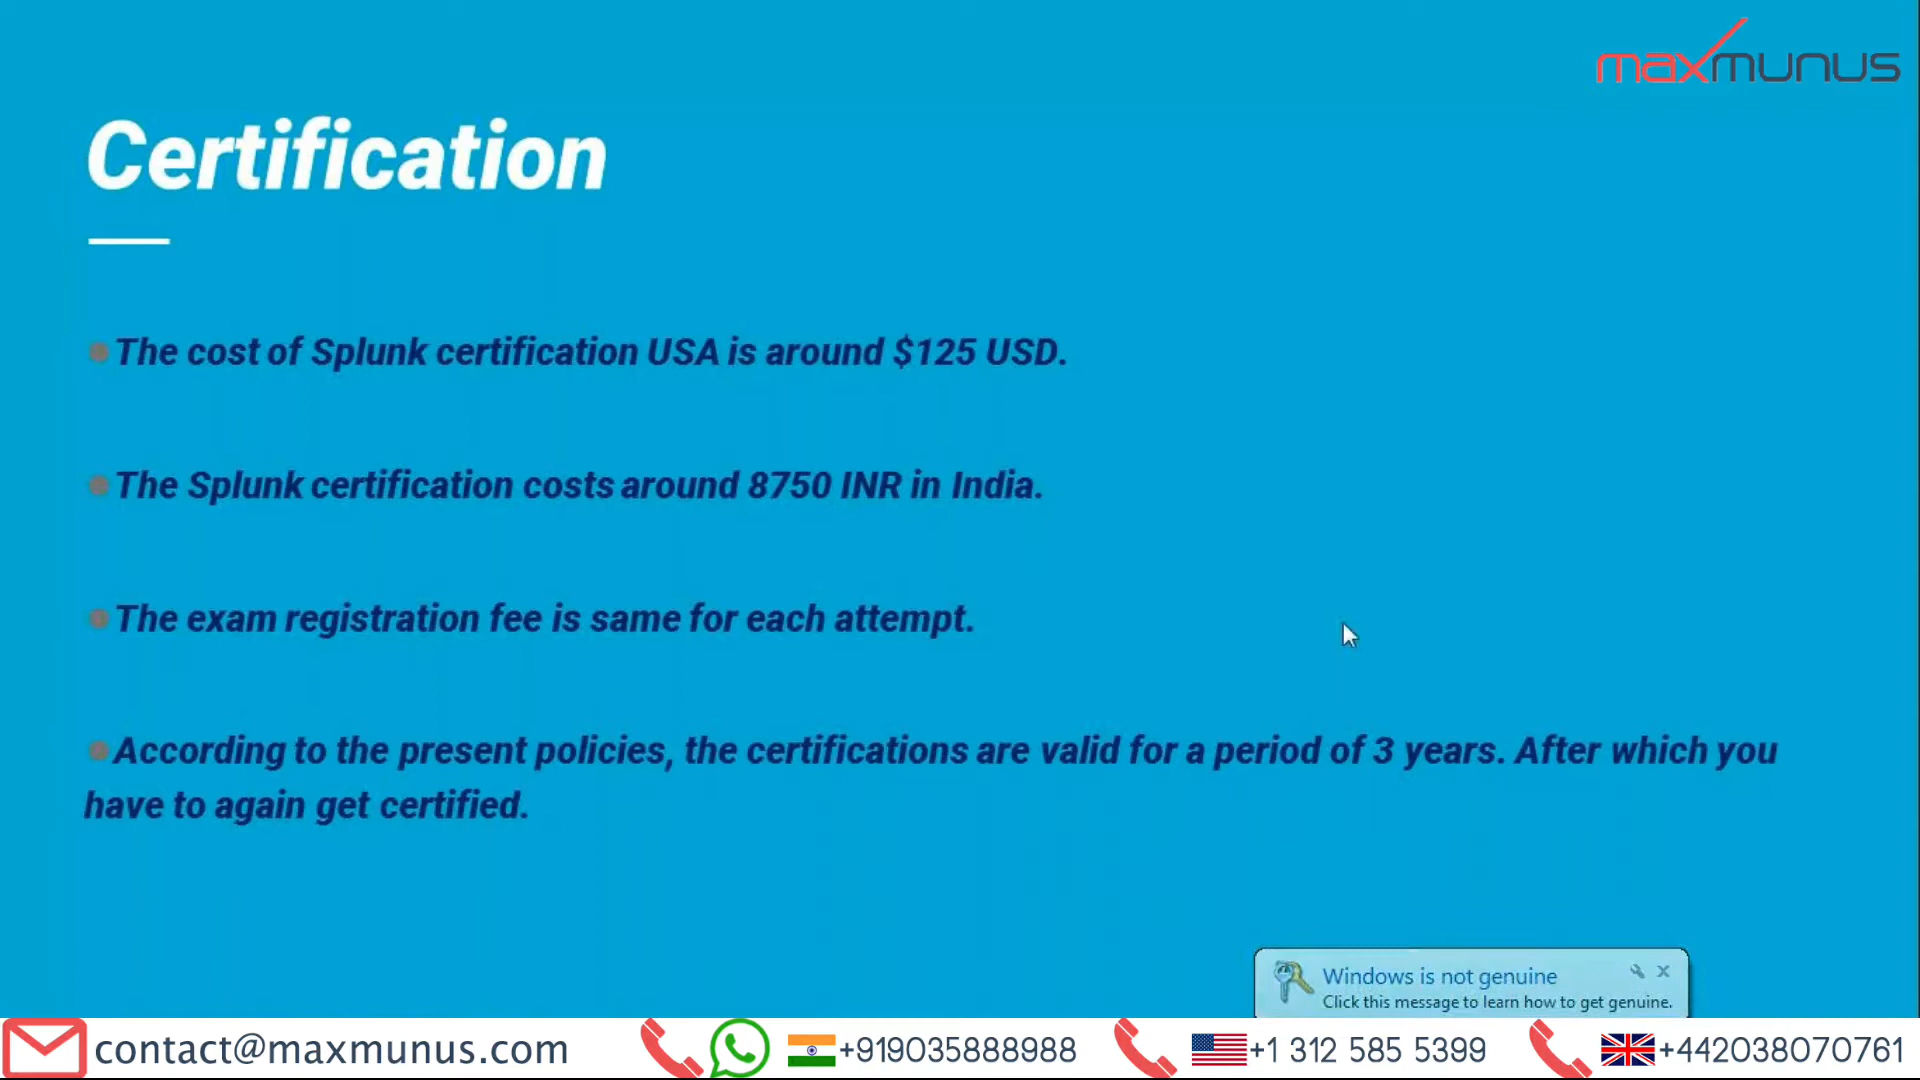 maxmunus
Certification
The cost of Splunk certification USA is around $125 USD.
The Splunk certification costs around 8750 INR in India.
The exam registration fee is same for each attempt.
According to the present policies, the certifications are valid for a period of 3 years. After which you
have to again get certified.
Windows is not genuine
Click this message to learn how to get genuine.
contact@maxmunus.com
+919035888988
+1 312 585 5399
+442038070761